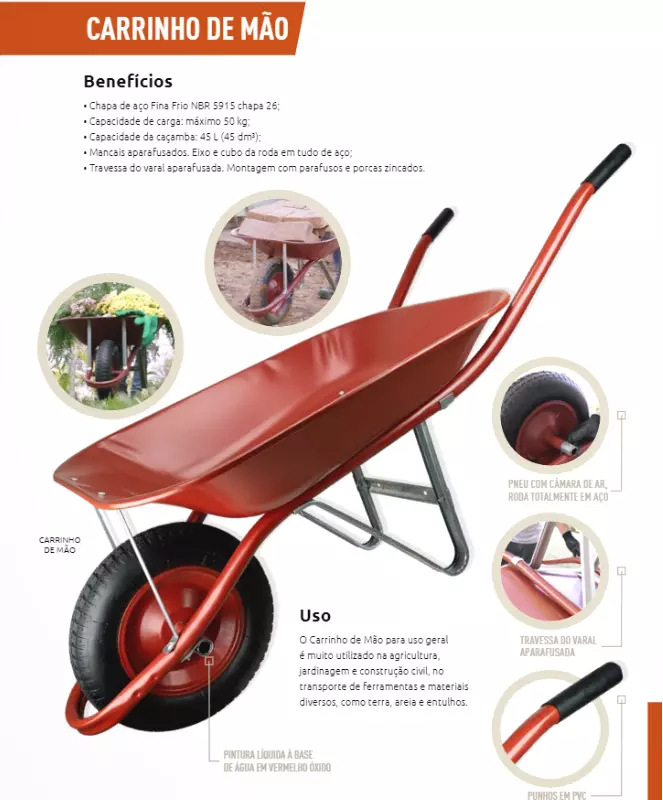 CARRINHO DE MÃO
Benefícios
• Chapa de aço Fina Frio NBR 5915 chapa 26;
• Capacidade de carga: máximo 50 kg;
• Capacidade da caçamba: 45 L (45 dm³);
• Mancais aparafusados. Eixo e cubo da roda em tudo de aço;
• Travessa do varal aparafusada. Montagem com parafusos e porcas zincados.
PNEU COM CÂMARA DE AR,
RODA TOTALMENTE EM AÇO
CARRINHO
DE MÃO
Uso
O Carrinho de Mão para uso geral
é muito utilizado na agricultura,
jardinagem e construção civil, no
transporte de ferramentas e materiais
diversos, como terra, areia e entulhos.
TRAVESSA DO VARAL
APARAFUSADA
PINTURA LÍQUIDA À BASE
DE ÁGUA EM VERMELHO ÓXIDO
PUNHOS EM PVC